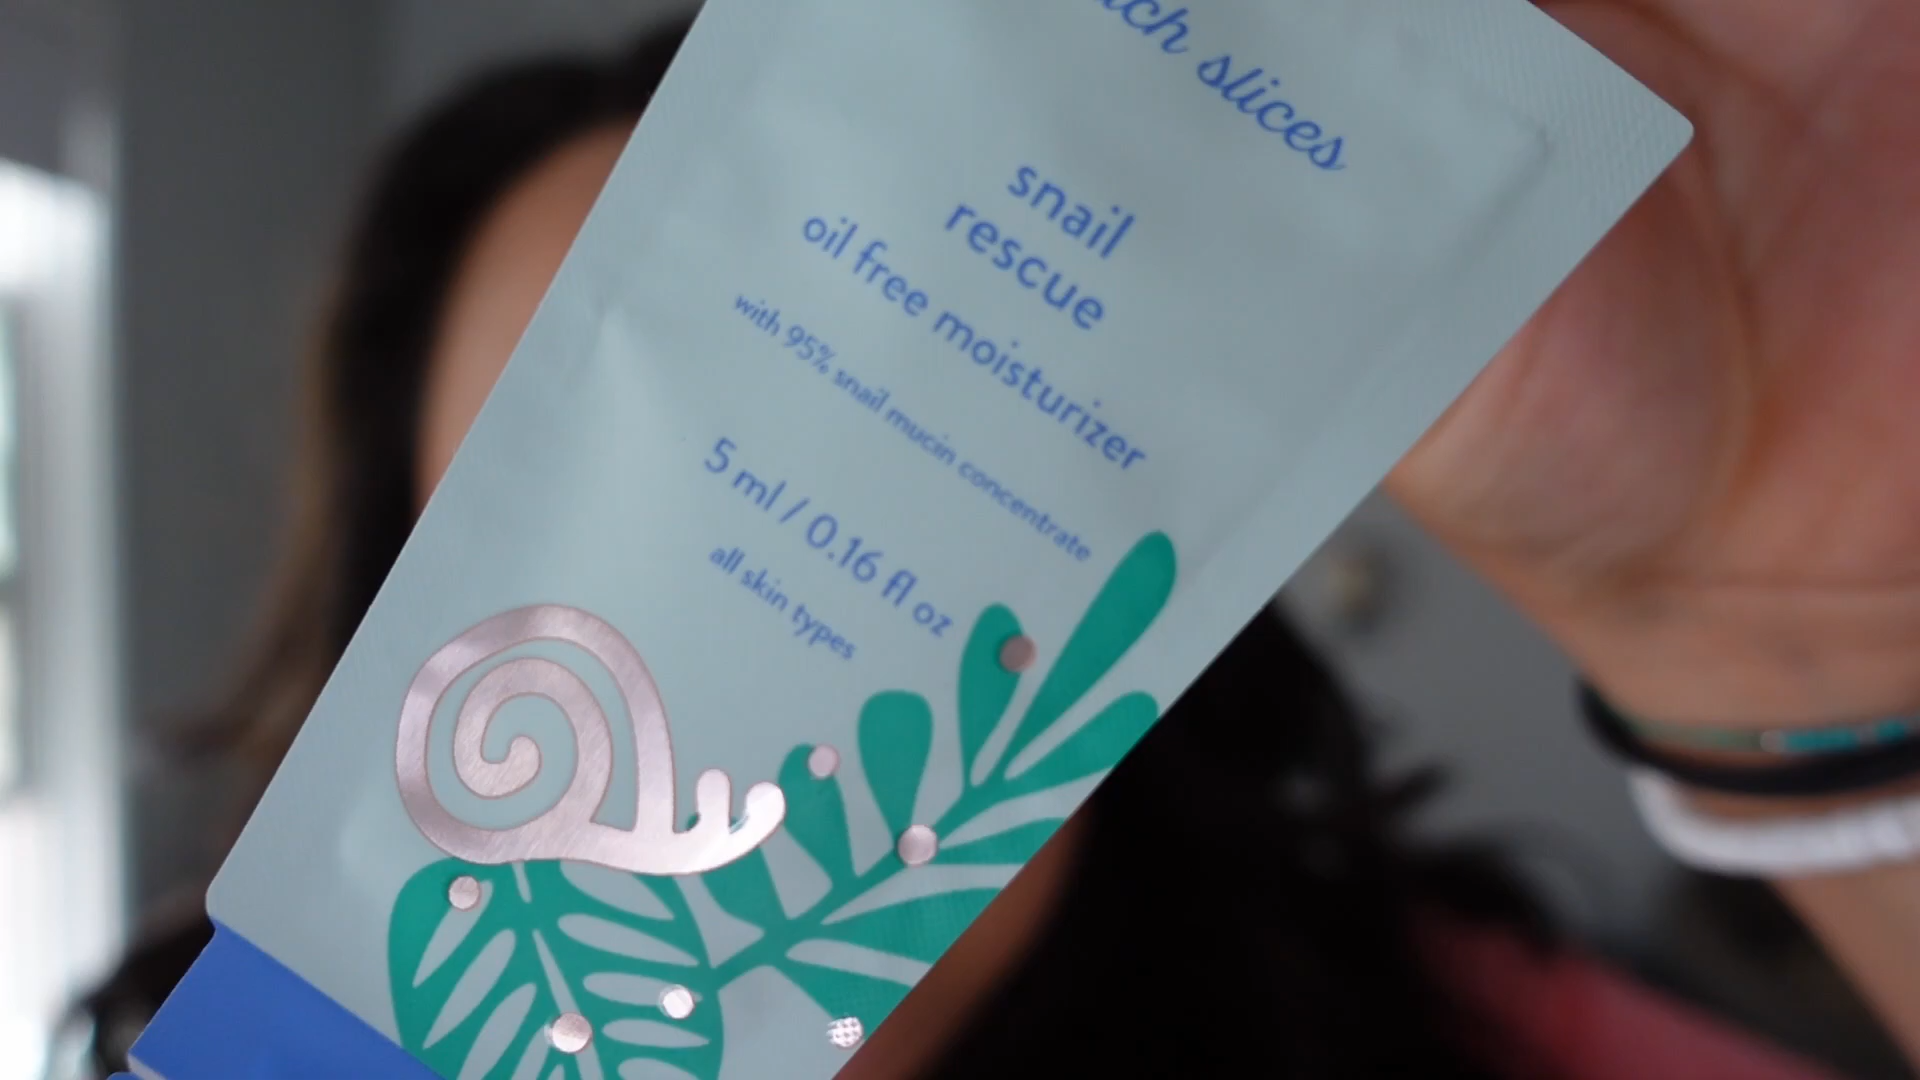 slices
snail
rescue
oil free moisturizer
with 95% snail mucin concentrate
5 ml / 0.16 fl oz
all skin types